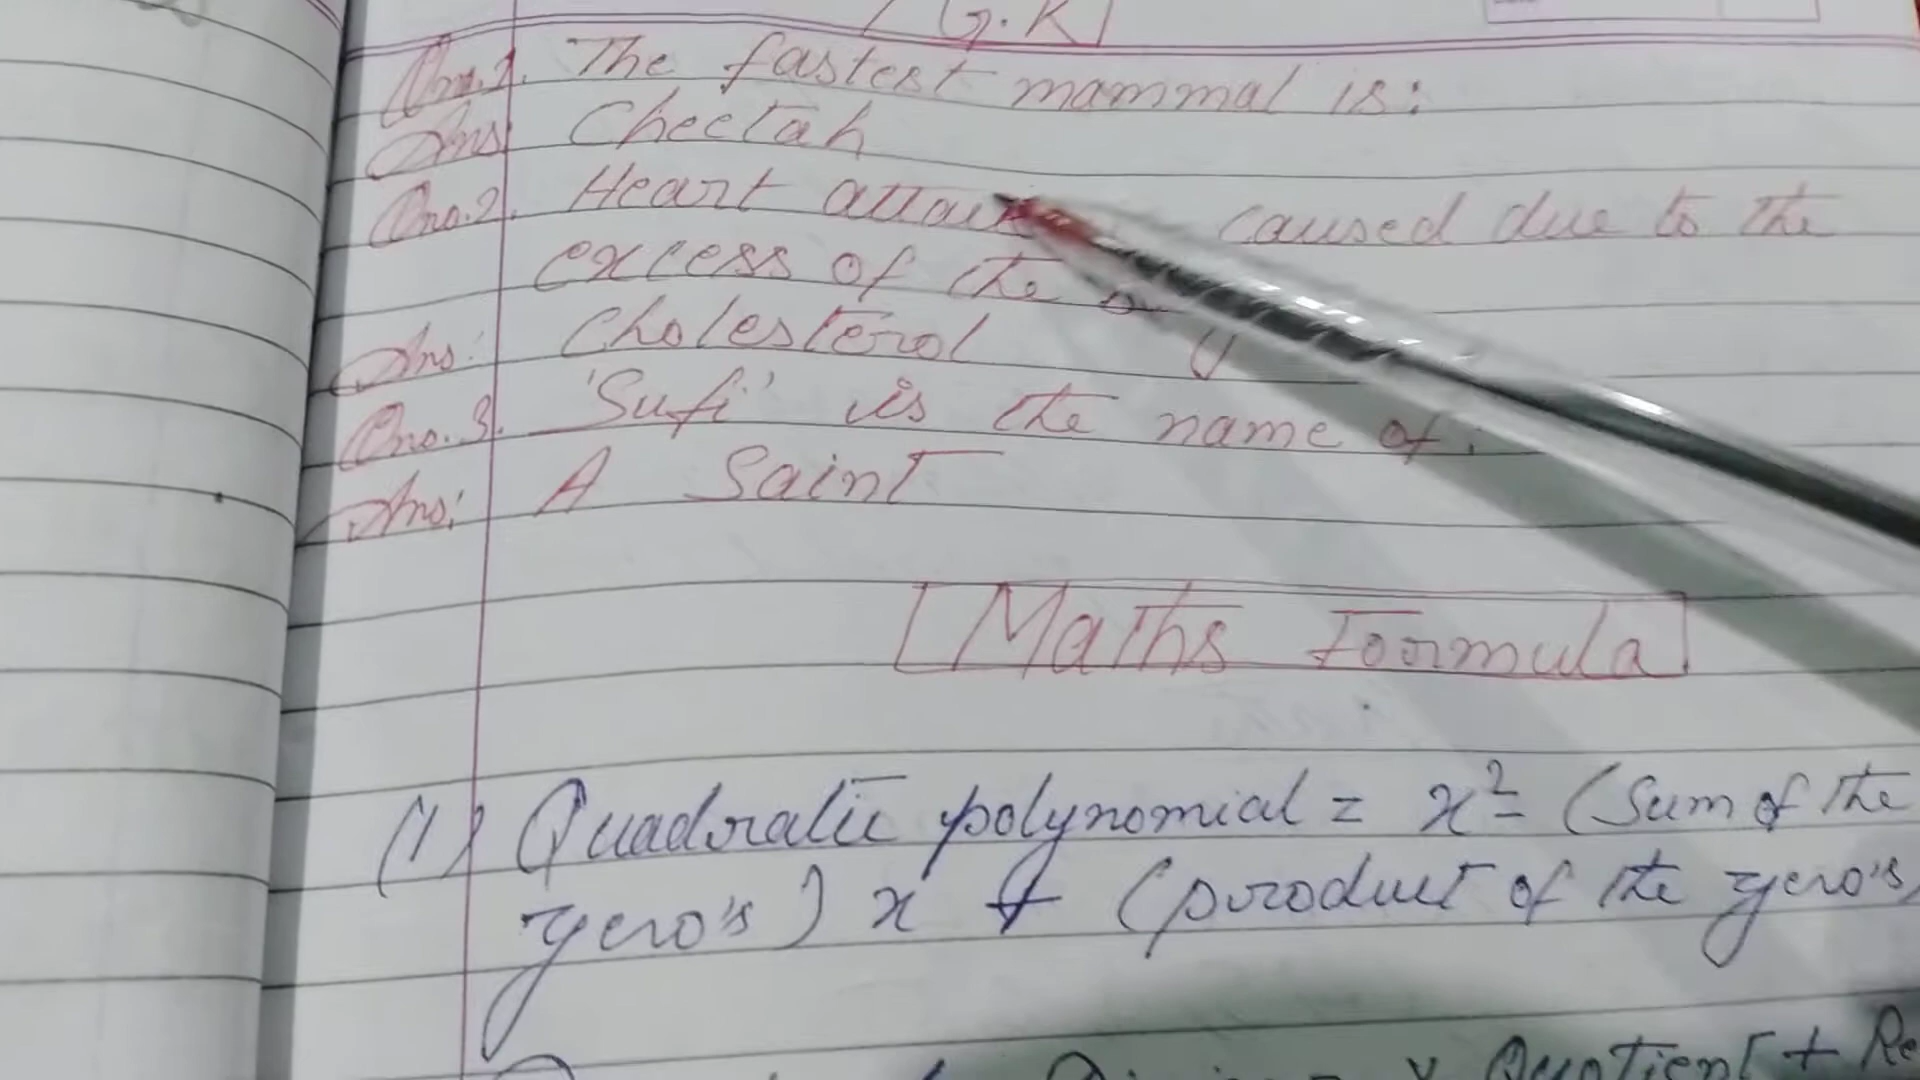 G.K
Qno.1. The fastest mammal is:
Ans: Cheetah
Qno.2. Heart attack caused due to the
excess of the
Ans: Cholesterol
Qno.3. 'Sufi' is the name of:
Ans: A Saint
Maths Formula
(1) Quadratic polynomial = x² - (Sum of the
zero's) x + (product of the zero's)
x Quotient + Re